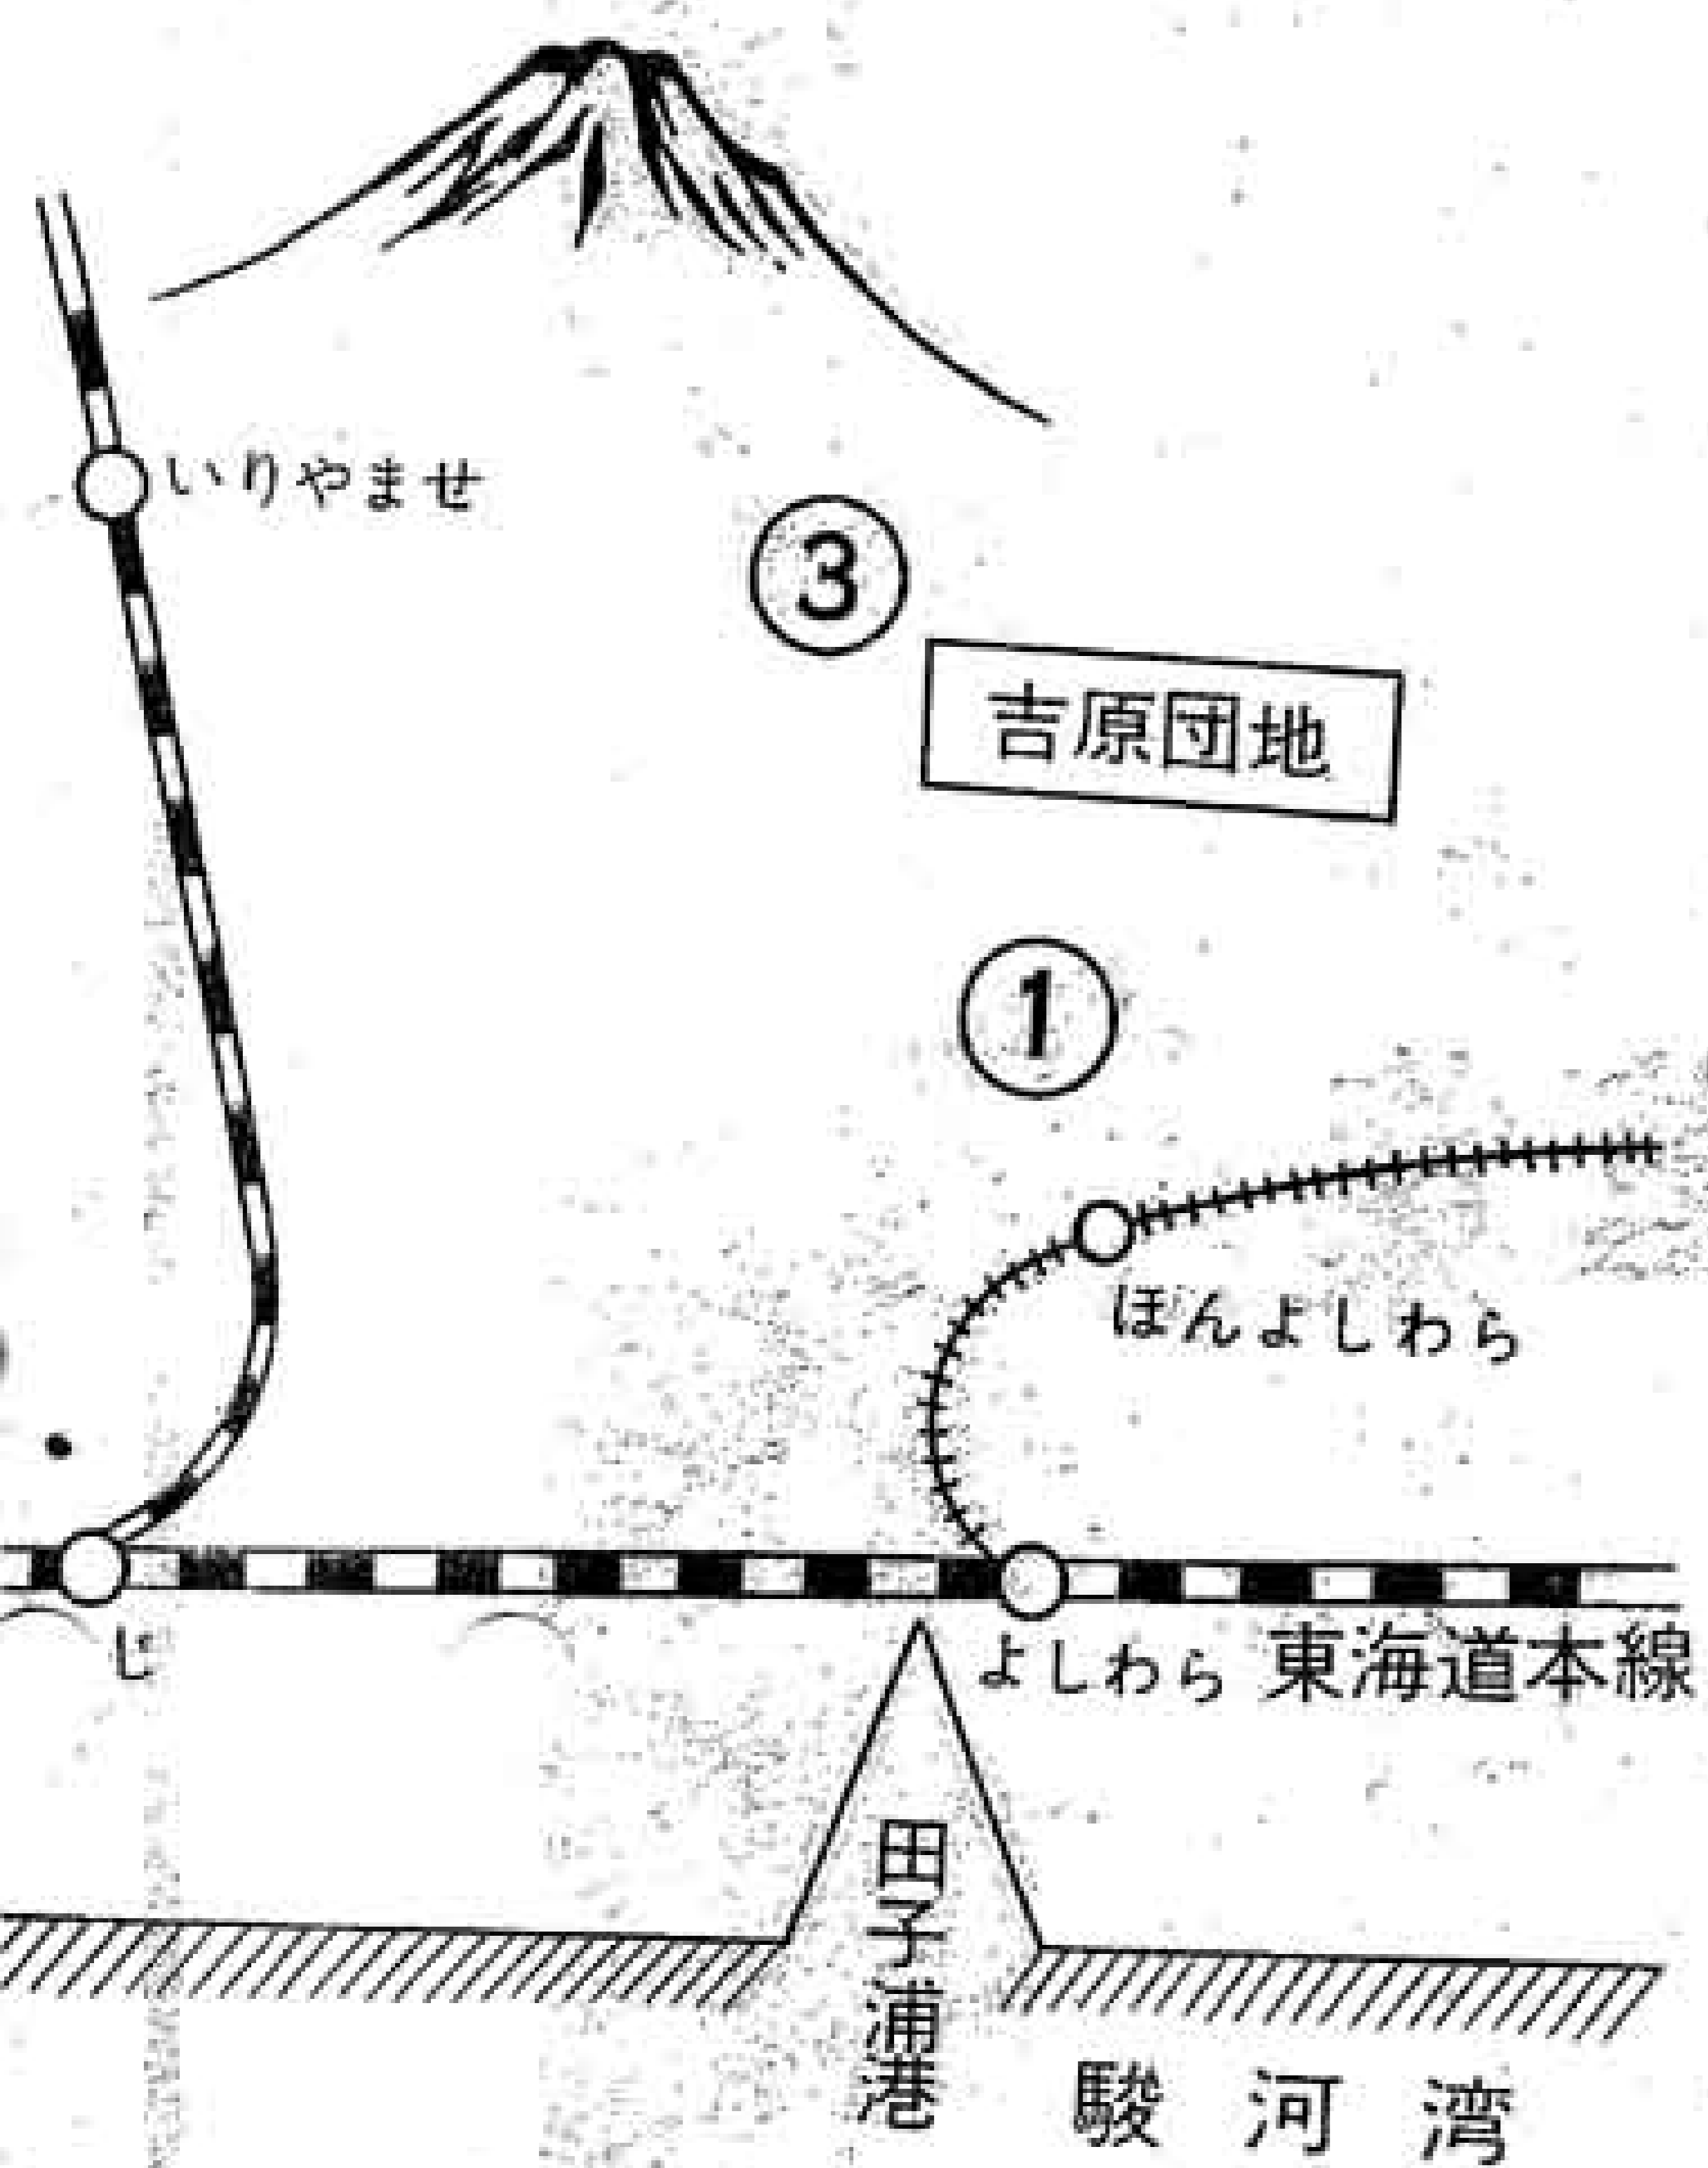 いりやませ
③
吉原団地
①
ほんよしわら
じ
よしわら
東海道本線
田子浦港
駿河湾